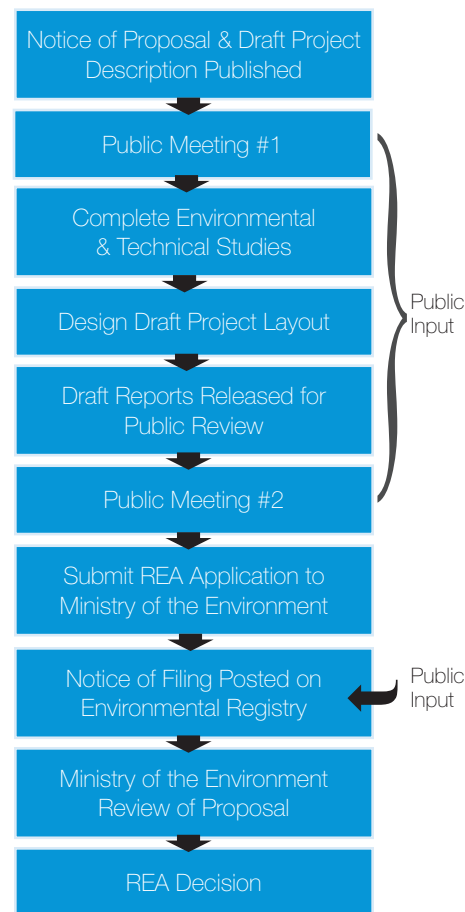 Notice of Proposal & Draft Project
Description Published
Public Meeting #1
Complete Environmental
& Technical Studies
Design Draft Project Layout
Public
Input
Draft Reports Released for
Public Review
Public Meeting #2
Submit REA Application to
Ministry of the Environment
Notice of Filing Posted on
Environmental Registry
Public
Input
Ministry of the Environment
Review of Proposal
REA Decision